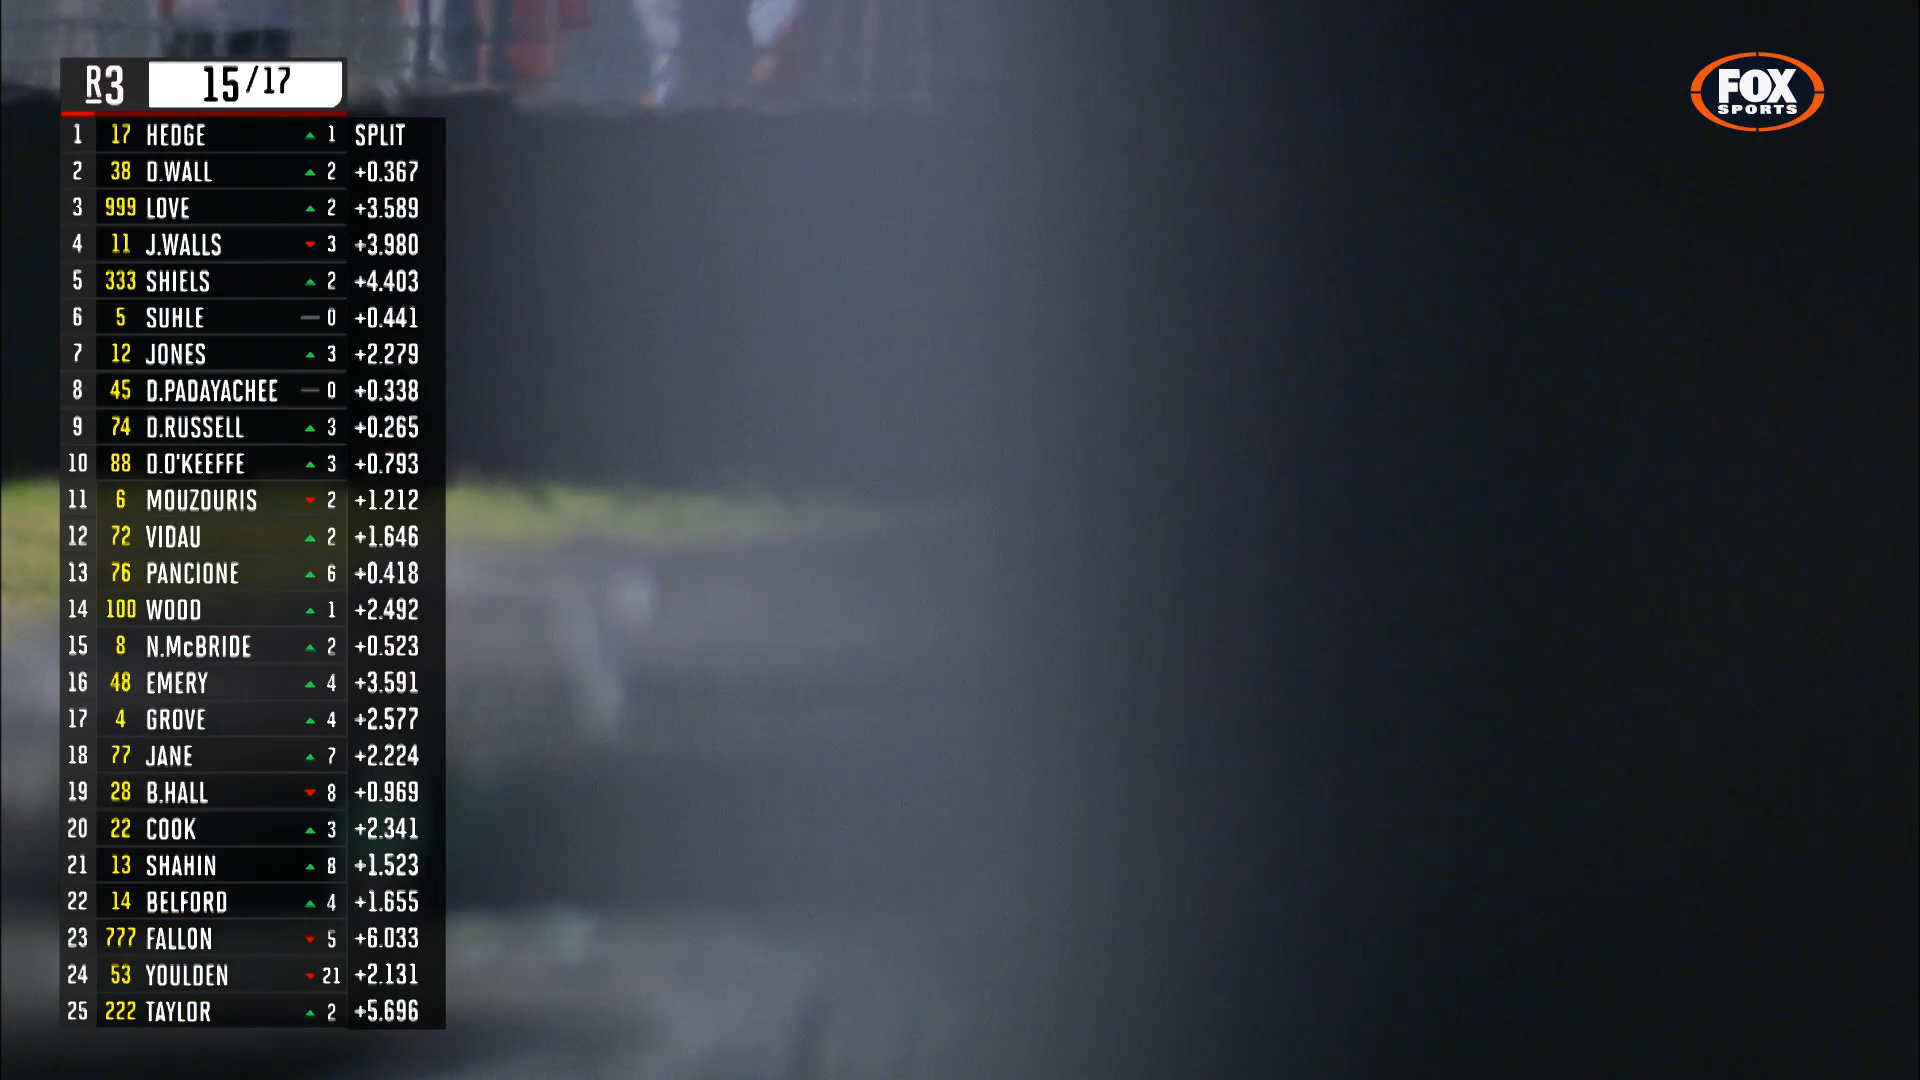 R3 15/17
1 17 HEDGE 1 SPLIT
2 38 D.WALL 2 +0.367
3 999 LOVE 2 +3.589
4 11 J.WALLS 3 +3.980
5 333 SHIELS 2 +4.403
6 5 SUHLE 0 +0.441
7 12 JONES 3 +2.279
8 45 D.PADAYACHEE 0 +0.338
9 74 D.RUSSELL 3 +0.265
10 88 D.O'KEEFFE 3 +0.793
11 6 MOUZOURIS 2 +1.212
12 72 VIDAU 2 +1.646
13 76 PANCIONE 6 +0.418
14 100 WOOD 1 +2.492
15 8 N.McBRIDE 2 +0.523
16 48 EMERY 4 +3.591
17 4 GROVE 4 +2.577
18 77 JANE 7 +2.224
19 28 B.HALL 8 +0.969
20 22 COOK 3 +2.341
21 13 SHAHIN 8 +1.523
22 14 BELFORD 4 +1.655
23 777 FALLON 5 +6.033
24 53 YOULDEN 21 +2.131
25 222 TAYLOR 2 +5.696
FOX
SPORTS